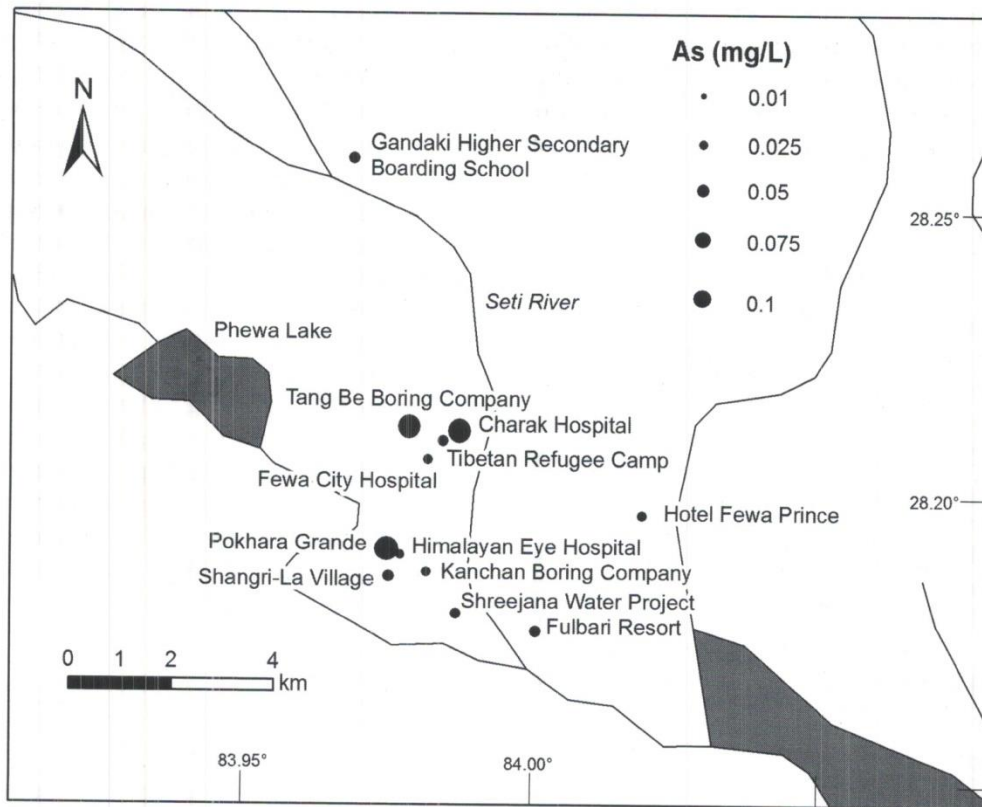 As (mg/L)
N
0.01
0.025
0.05
0.075
0.1
Gandaki Higher Secondary
Boarding School
28.25°
Seti River
Phewa Lake
Tang Be Boring Company
Charak Hospital
Tibetan Refugee Camp
Fewa City Hospital
28.20°
Hotel Fewa Prince
Pokhara Grande
Himalayan Eye Hospital
Shangri-La Village
Kanchan Boring Company
Shreejana Water Project
Fulbari Resort
0 1 2 4
km
83.95°
84.00°